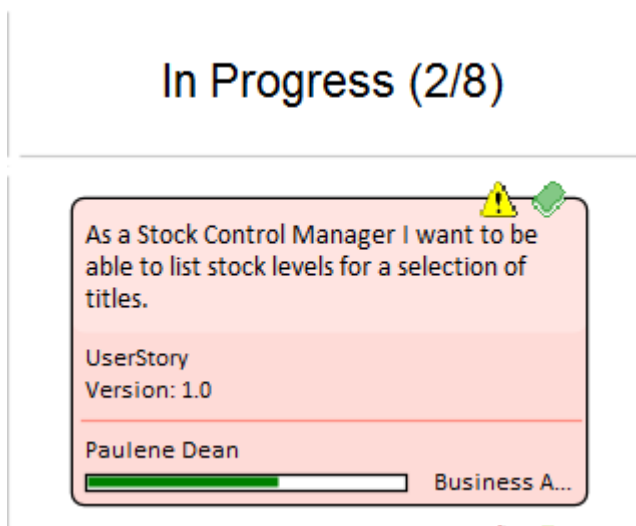 In Progress (2/8)
As a Stock Control Manager I want to be
able to list stock levels for a selection of
titles.
UserStory
Version: 1.0
Paulene Dean
Business A...